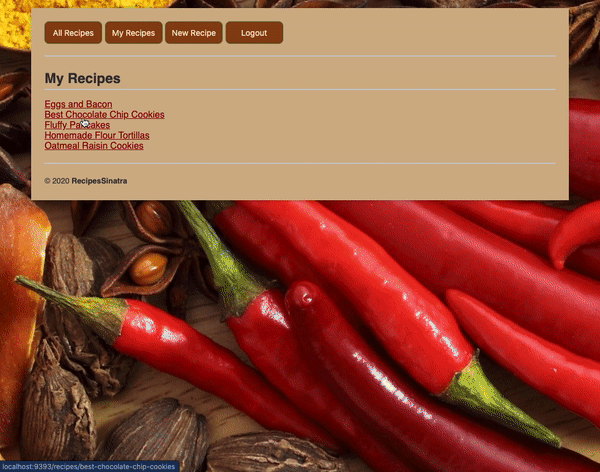 All Recipes My Recipes New Recipe Logout
My Recipes
Eggs and Bacon
Best Chocolate Chip Cookies
Fluffy Pancakes
Homemade Flour Tortillas
Oatmeal Raisin Cookies
© 2020 RecipesSinatra
localhost:9393/recipes/best-chocolate-chip-cookies